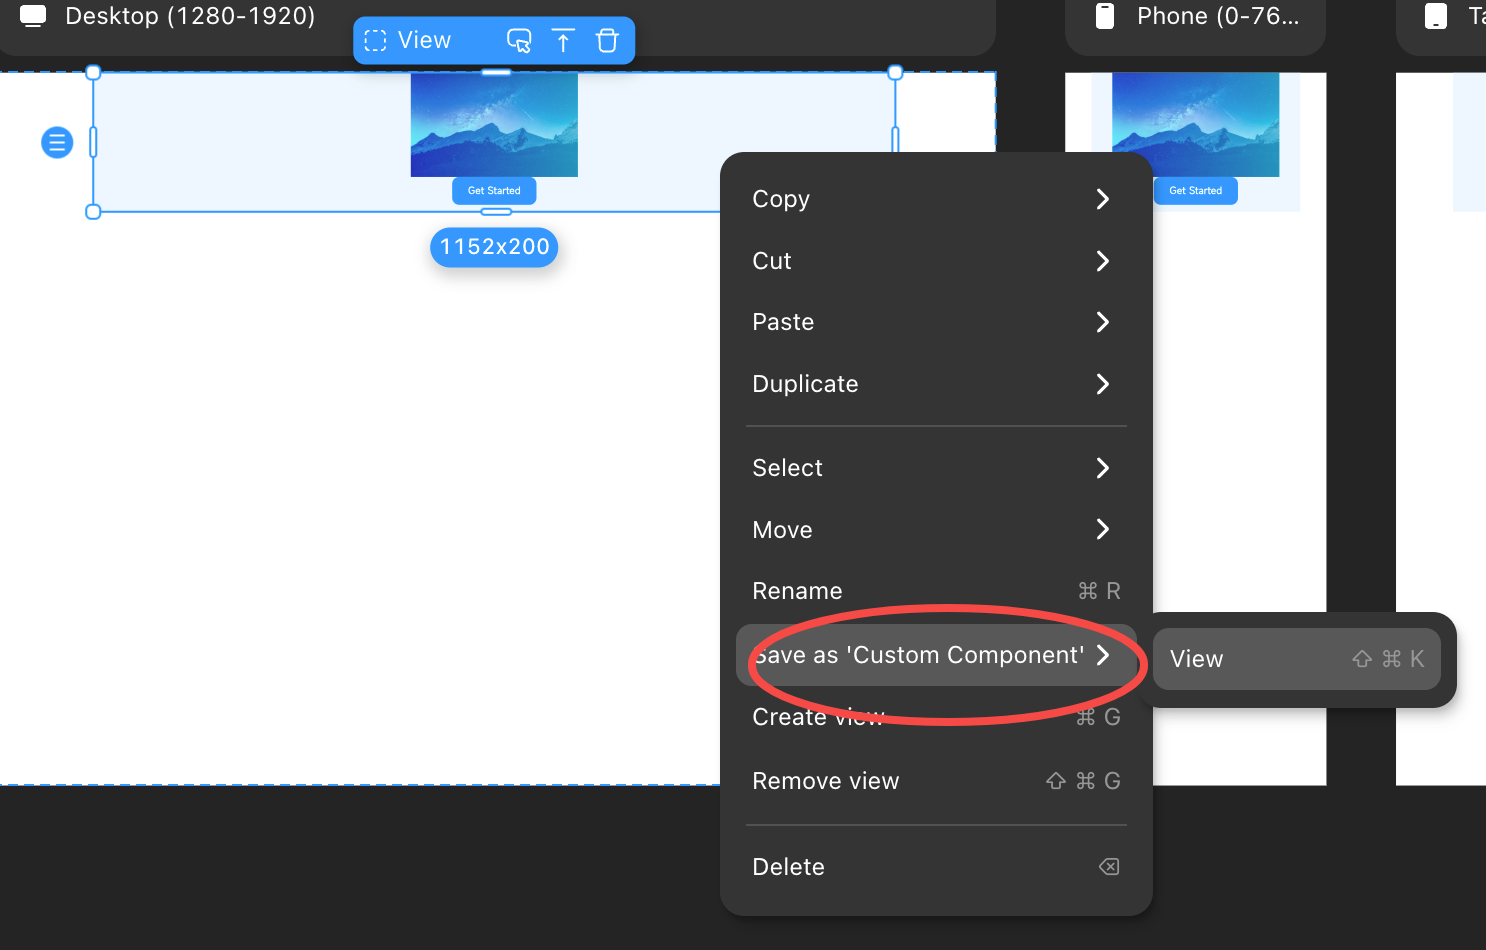 Desktop (1280-1920)
View
Phone (0-76...
Get Started
Get Started
1152x200
Copy
Cut
Paste
Duplicate
Select
Move
Rename ⌘ R
Save as 'Custom Component'
View ⇧ ⌘ K
Create view ⌘ G
Remove view ⇧ ⌘ G
Delete ⌫